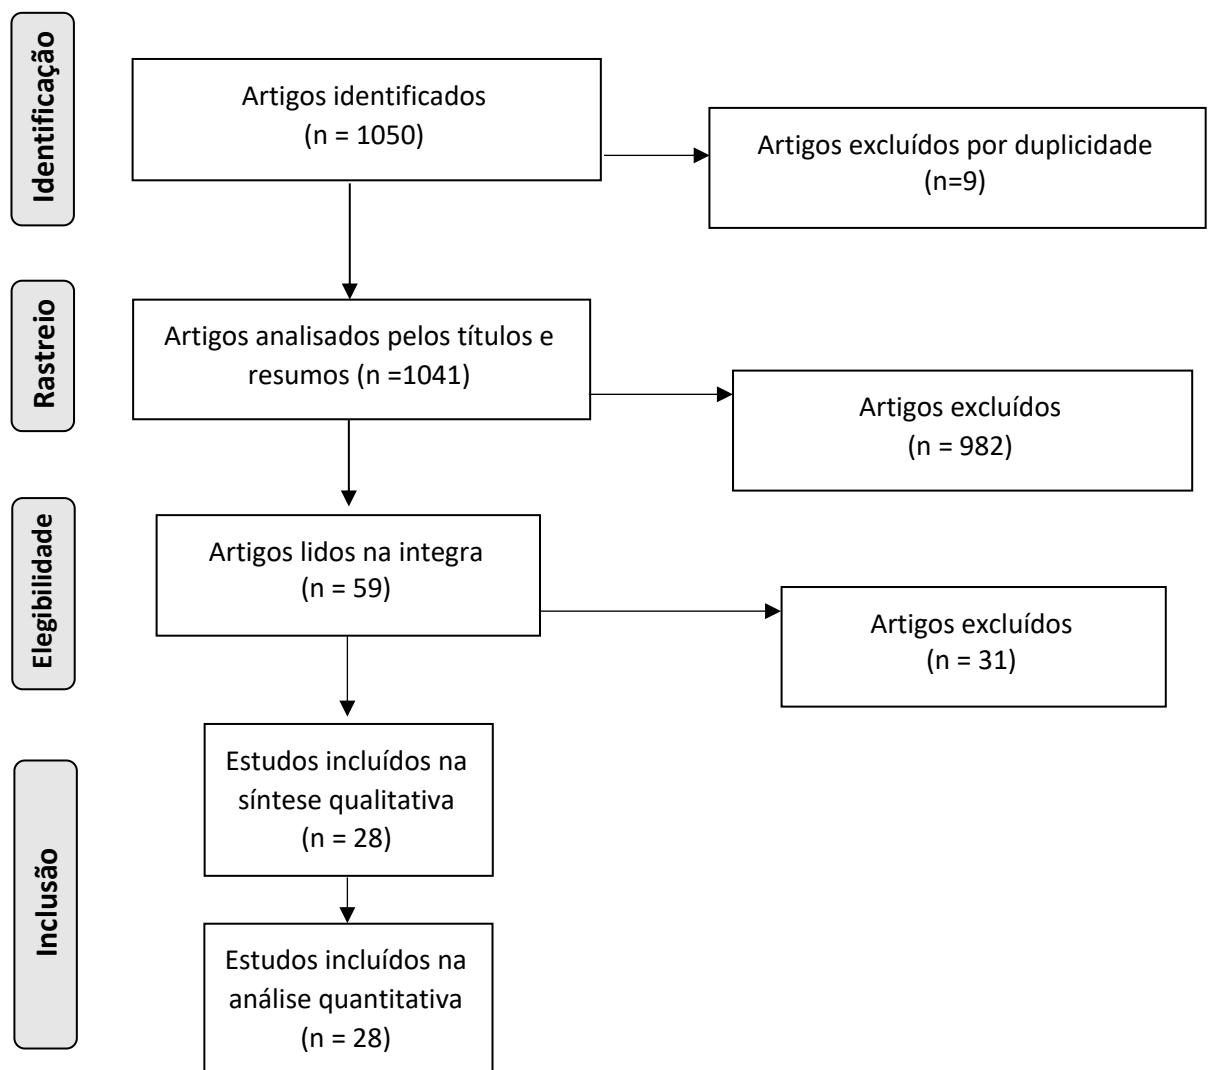 Identificação
Artigos identificados
(n = 1050)
Artigos excluídos por duplicidade
(n=9)
Rastreio
Artigos analisados pelos títulos e
resumos (n =1041)
Artigos excluídos
(n = 982)
Elegibilidade
Artigos lidos na integra
(n = 59)
Artigos excluídos
(n = 31)
Inclusão
Estudos incluídos na
síntese qualitativa
(n = 28)
Estudos incluídos na
análise quantitativa
(n = 28)